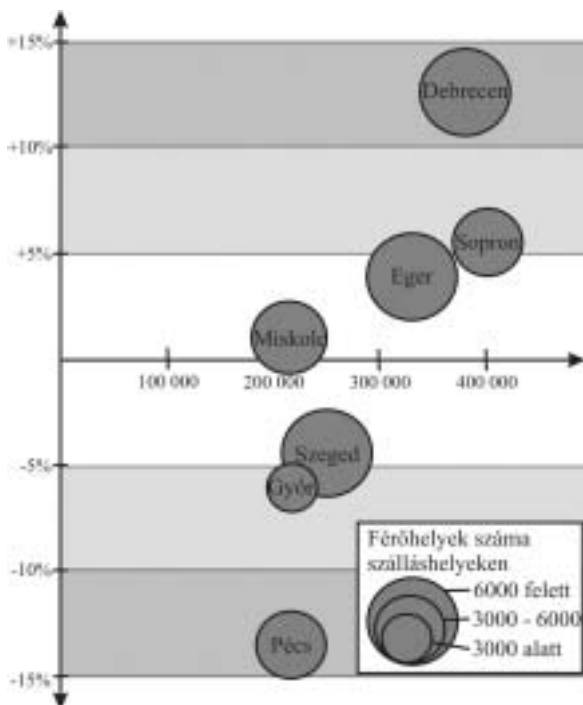 +15%
Debrecen
+10%
Sopron
+5%
Eger
Miskolc
100 000
200 000
300 000
400 000
Szeged
-5%
Győr
Férőhelyek száma
szálláshelyeken
-10%
6000 felett
3000 - 6000
Pécs
3000 alatt
-15%